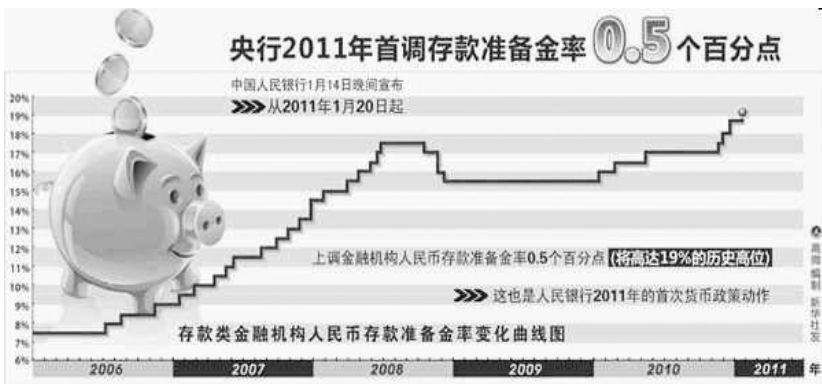 央行2011年首调存款准备金率0.5个百分点
中国人民银行1月14日晚间宣布
从2011年1月20日起
20%
19%
18%
17%
16%
15%
14%
13%
12%
11%
10%
9%
8%
7%
6%
上调金融机构人民币存款准备金率0.5个百分点(将高达19%的历史高位)
这也是人民银行2011年的首次货币政策动作
存款类金融机构人民币存款准备金率变化曲线图
2006 2007 2008 2009 2010 2011 年
编制 新华社发